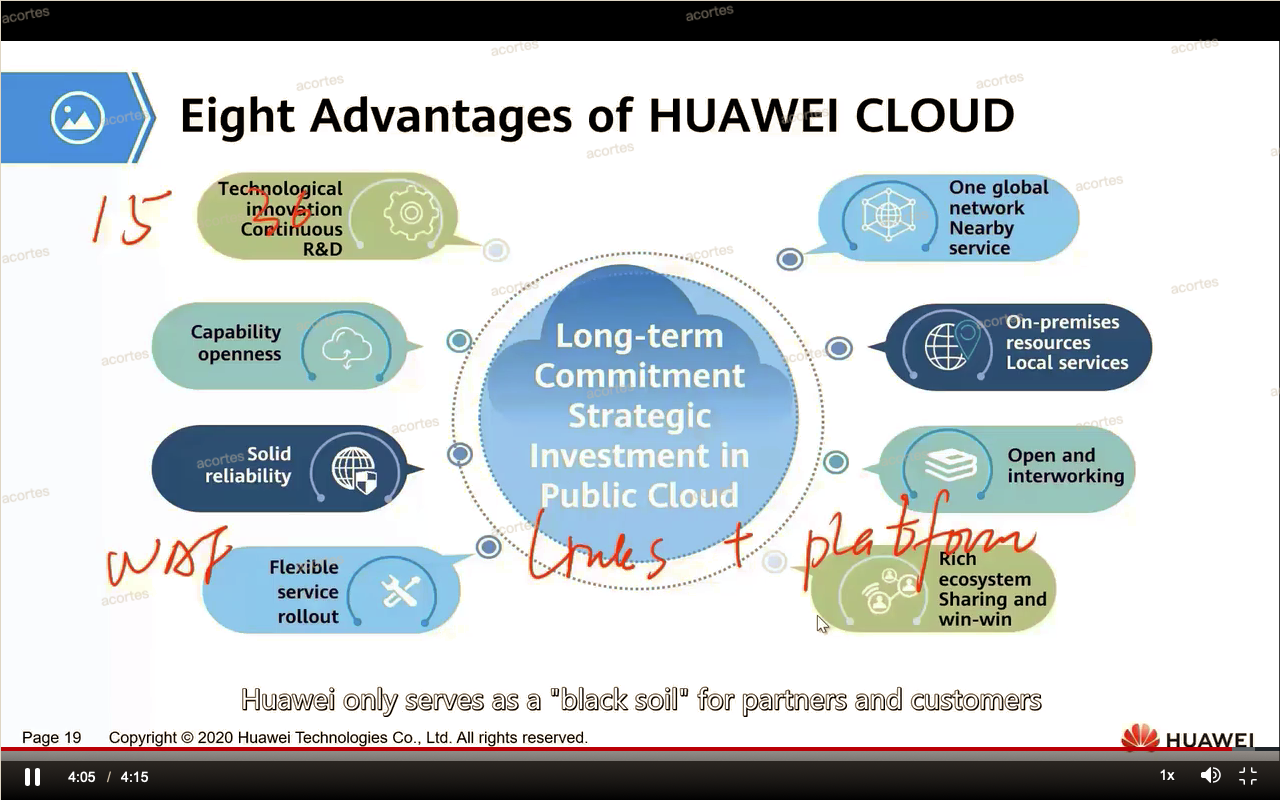 Eight Advantages of HUAWEI CLOUD
15
36
Technological
innovation
Continuous
R&D
Capability
openness
Solid
reliability
WAF
Flexible
service
rollout
Long-term
Commitment
Strategic
Investment in
Public Cloud
Links + platform
One global
network
Nearby
service
On-premises
resources
Local services
Open and
interworking
Rich
ecosystem
Sharing and
win-win
Huawei only serves as a "black soil" for partners and customers
Page 19 Copyright © 2020 Huawei Technologies Co., Ltd. All rights reserved.
HUAWEI
4:05 / 4:15
1x
acortes